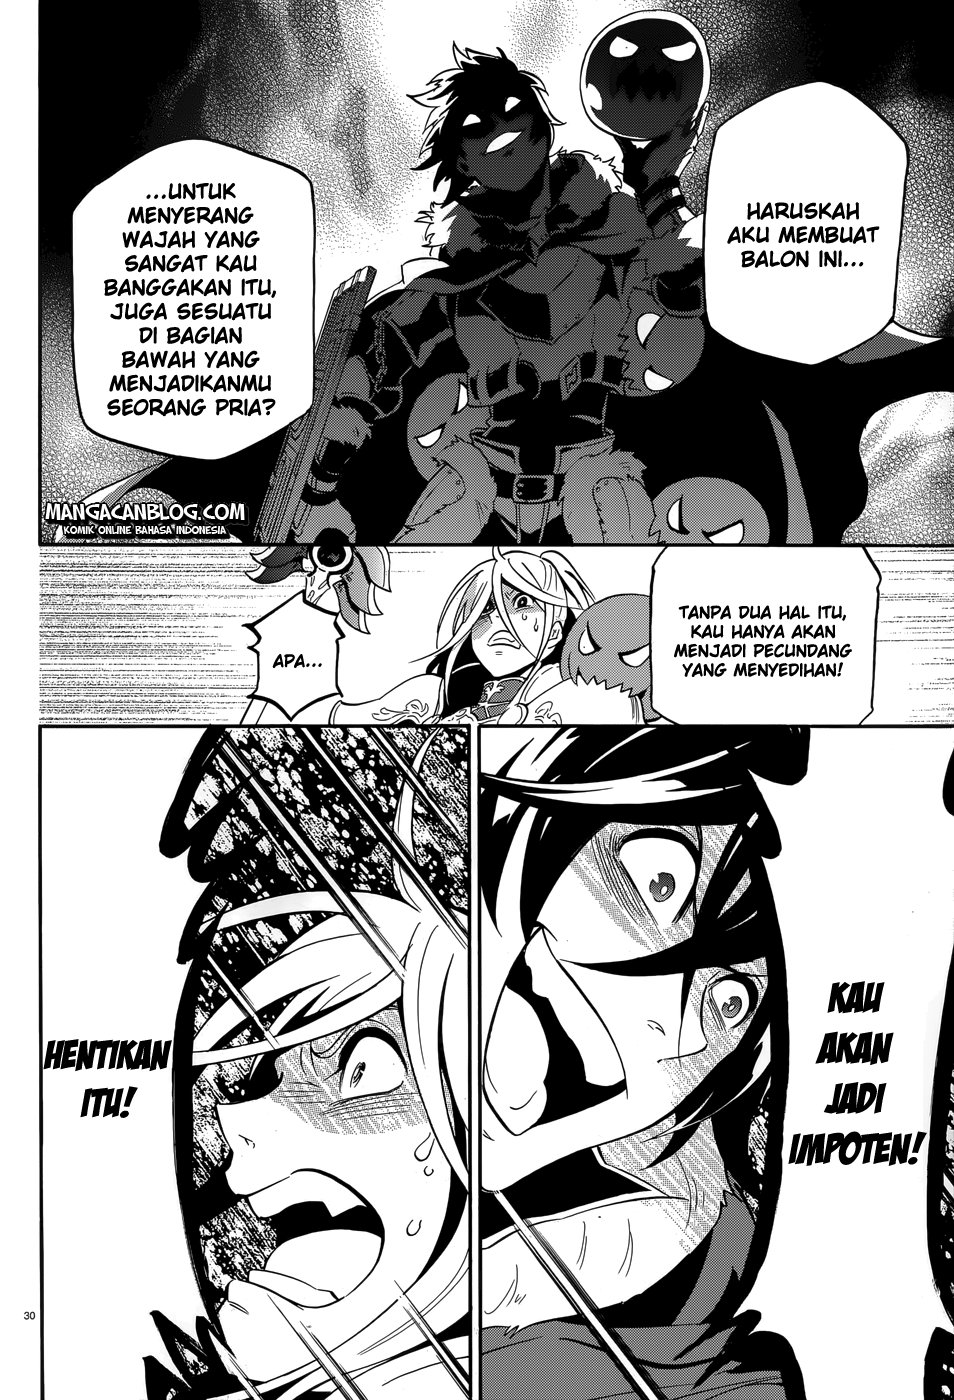 HARUSKAH
AKU MEMBUAT
BALON INI...
...UNTUK
MENYERANG
WAJAH YANG
SANGAT KAU
BANGGAKAN ITU,
JUGA SESUATU
DI BAGIAN
BAWAH YANG
MENJADIKANMU
SEORANG PRIA?
MANGACANBLOG.COM
KOMIK ONLINE BAHASA INDONESIA
TANPA DUA HAL ITU,
KAU HANYA AKAN
MENJADI PECUNDANG
YANG MENYEDIHAN!
APA...
KAU
AKAN
JADI
IMPOTEN!
HENTIKAN
ITU!
30